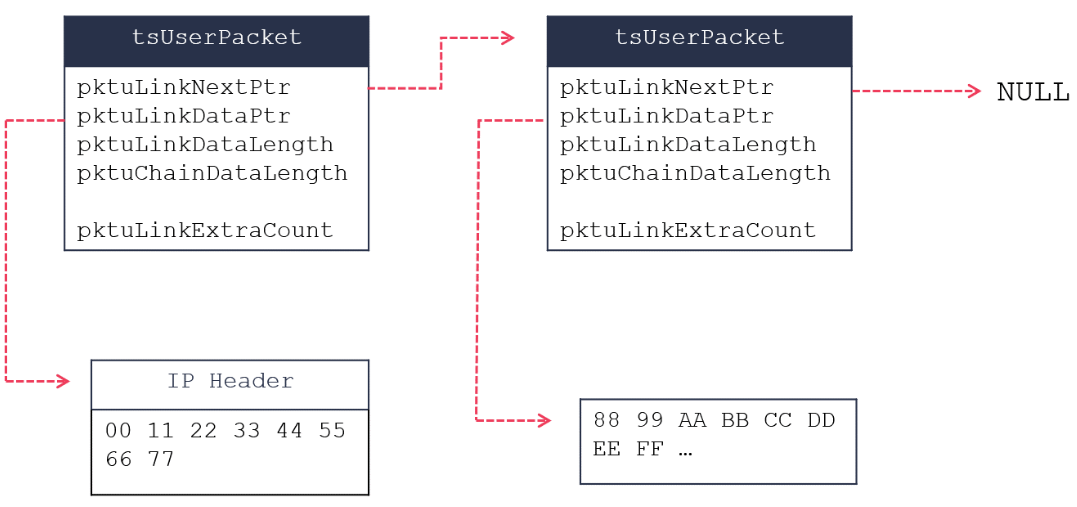 tsUserPacket
pktuLinkNextPtr
pktuLinkDataPtr
pktuLinkDataLength
pktuChainDataLength
pktuLinkExtraCount
tsUserPacket
pktuLinkNextPtr
pktuLinkDataPtr
pktuLinkDataLength
pktuChainDataLength
pktuLinkExtraCount
NULL
IP Header
00 11 22 33 44 55
66 77
88 99 AA BB CC DD
EE FF …